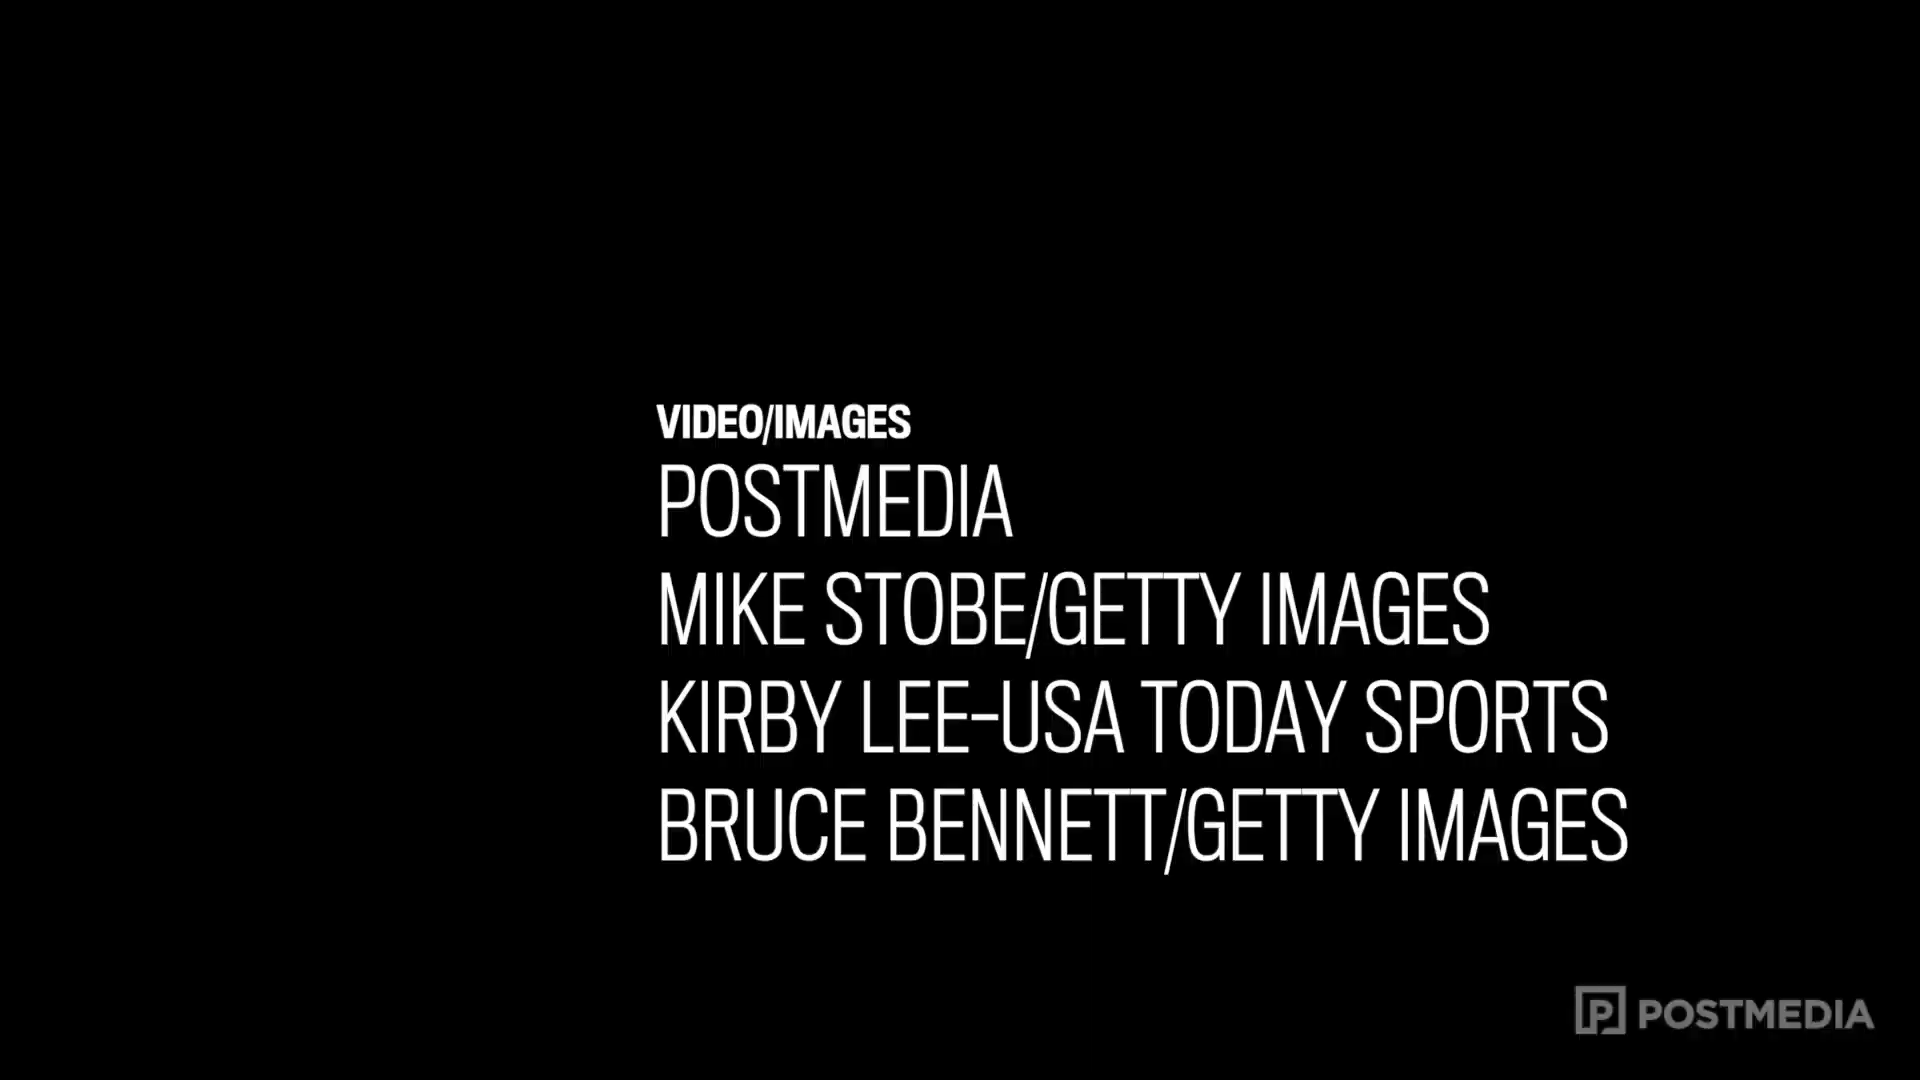 VIDEO/IMAGES
POSTMEDIA
MIKE STOBE/GETTY IMAGES
KIRBY LEE-USA TODAY SPORTS
BRUCE BENNETT/GETTY IMAGES
P POSTMEDIA